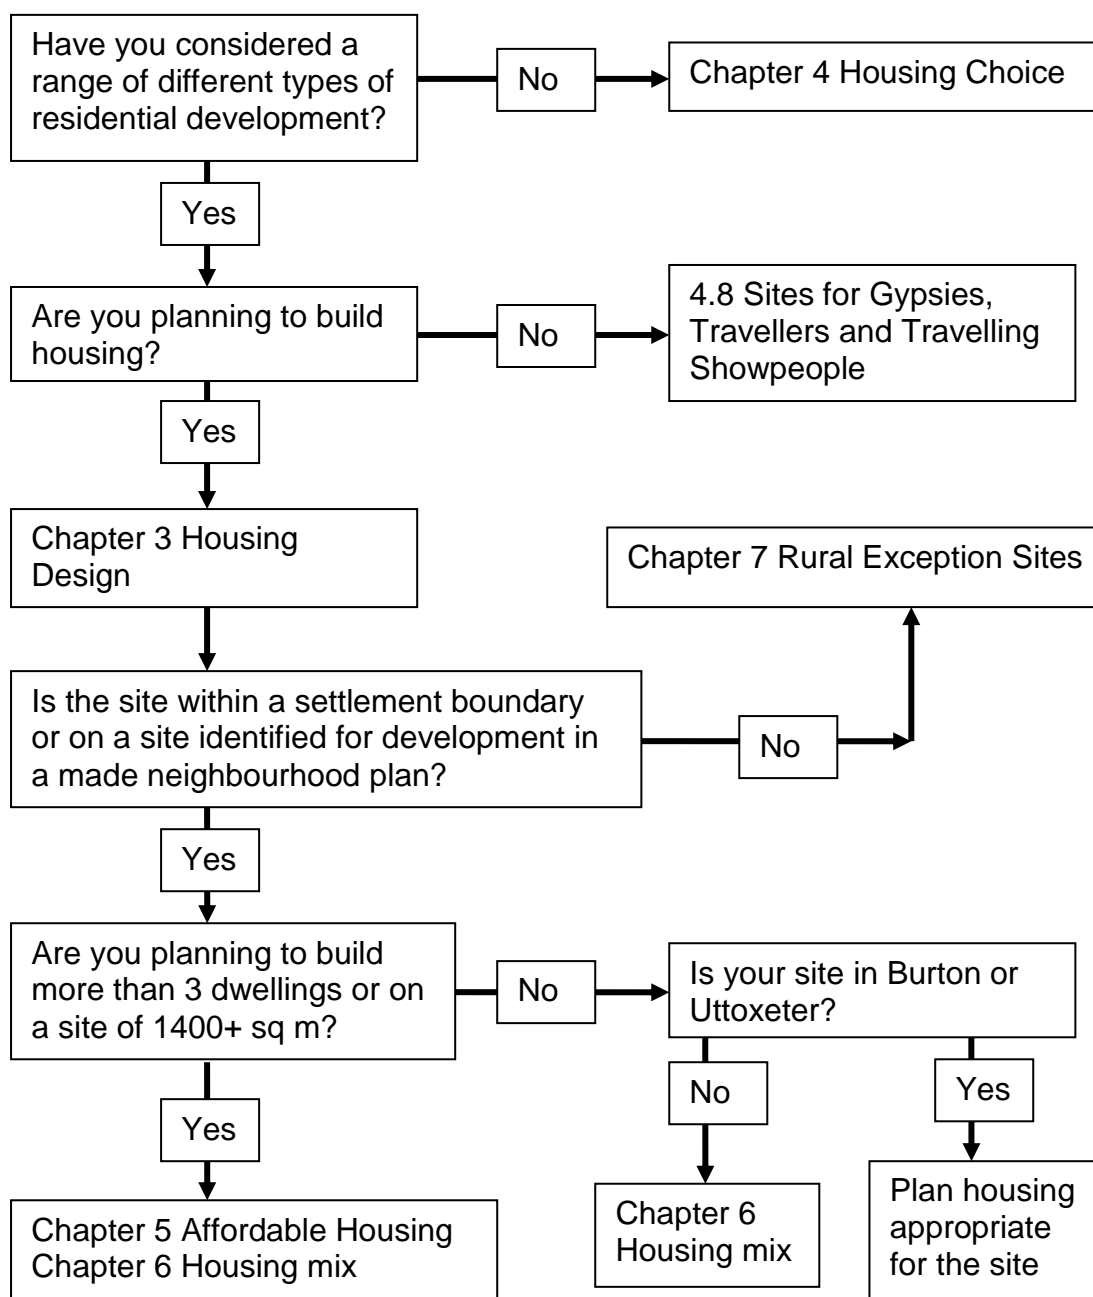 Have you considered a
range of different types of
residential development?
No
Chapter 4 Housing Choice
Yes
Are you planning to build
housing?
No
4.8 Sites for Gypsies,
Travellers and Travelling
Showpeople
Yes
Chapter 3 Housing
Design
Chapter 7 Rural Exception Sites
Is the site within a settlement boundary
or on a site identified for development in
a made neighbourhood plan?
No
Yes
Are you planning to build
more than 3 dwellings or on
a site of 1400+ sq m?
No
Is your site in Burton or
Uttoxeter?
No
Yes
Yes
Chapter 5 Affordable Housing
Chapter 6 Housing mix
Chapter 6
Housing mix
Plan housing
appropriate
for the site